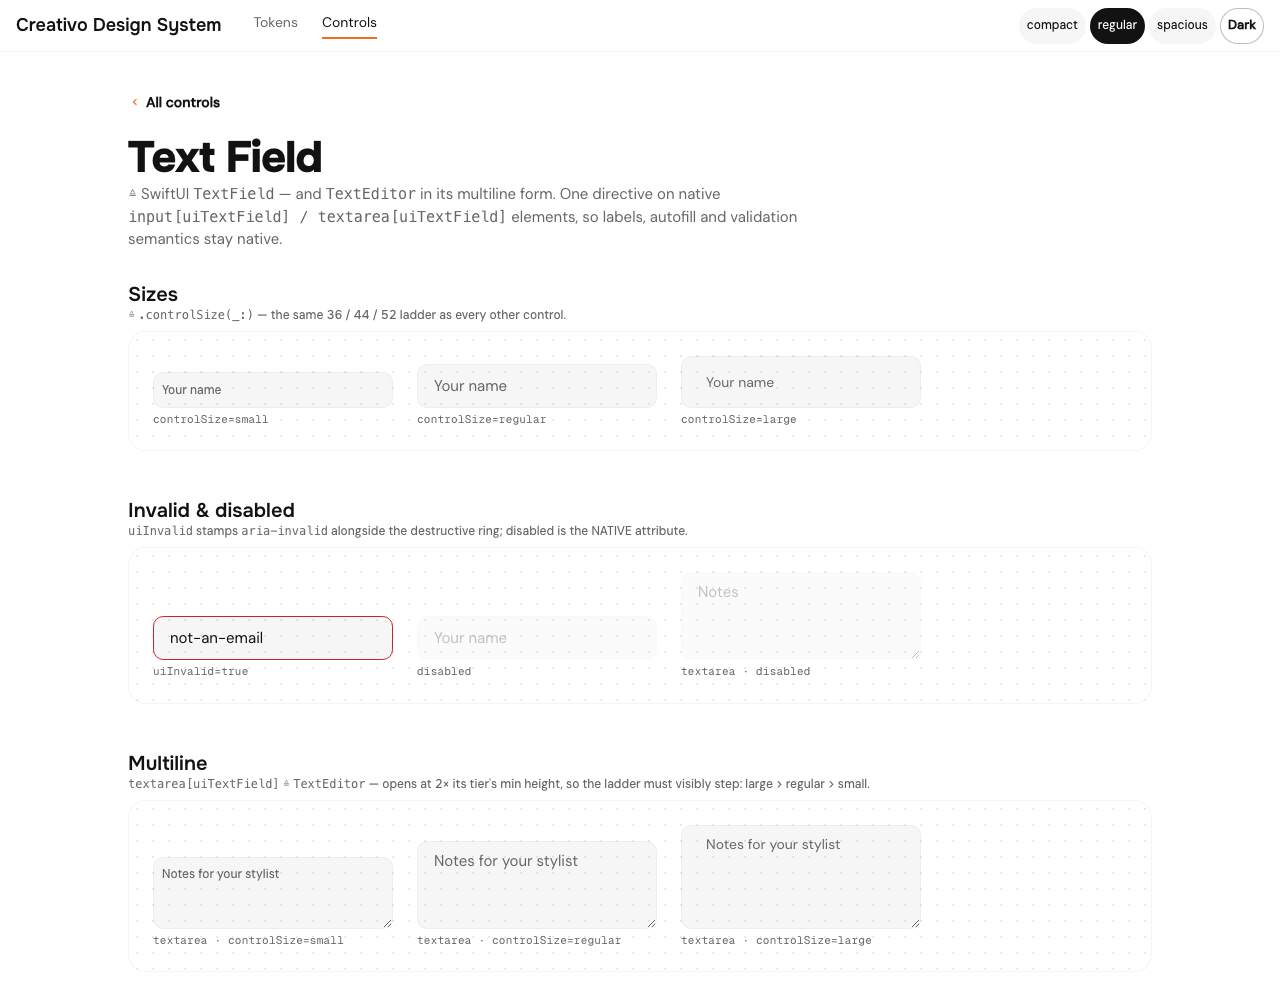 Creativo Design System
Tokens
Controls
compact
regular
spacious
Dark
‹ All controls
Text Field
≙ SwiftUI TextField — and TextEditor in its multiline form. One directive on native
input[uiTextField] / textarea[uiTextField] elements, so labels, autofill and validation
semantics stay native.
Sizes
≙ .controlSize(_:) — the same 36 / 44 / 52 ladder as every other control.
Your name
Your name
Your name
controlSize=small
controlSize=regular
controlSize=large
Invalid & disabled
uiInvalid stamps aria-invalid alongside the destructive ring; disabled is the NATIVE attribute.
not-an-email
Your name
Notes
uiInvalid=true
disabled
textarea · disabled
Multiline
textarea[uiTextField] ≙ TextEditor — opens at 2× its tier's min height, so the ladder must visibly step: large > regular > small.
Notes for your stylist
Notes for your stylist
Notes for your stylist
textarea · controlSize=small
textarea · controlSize=regular
textarea · controlSize=large